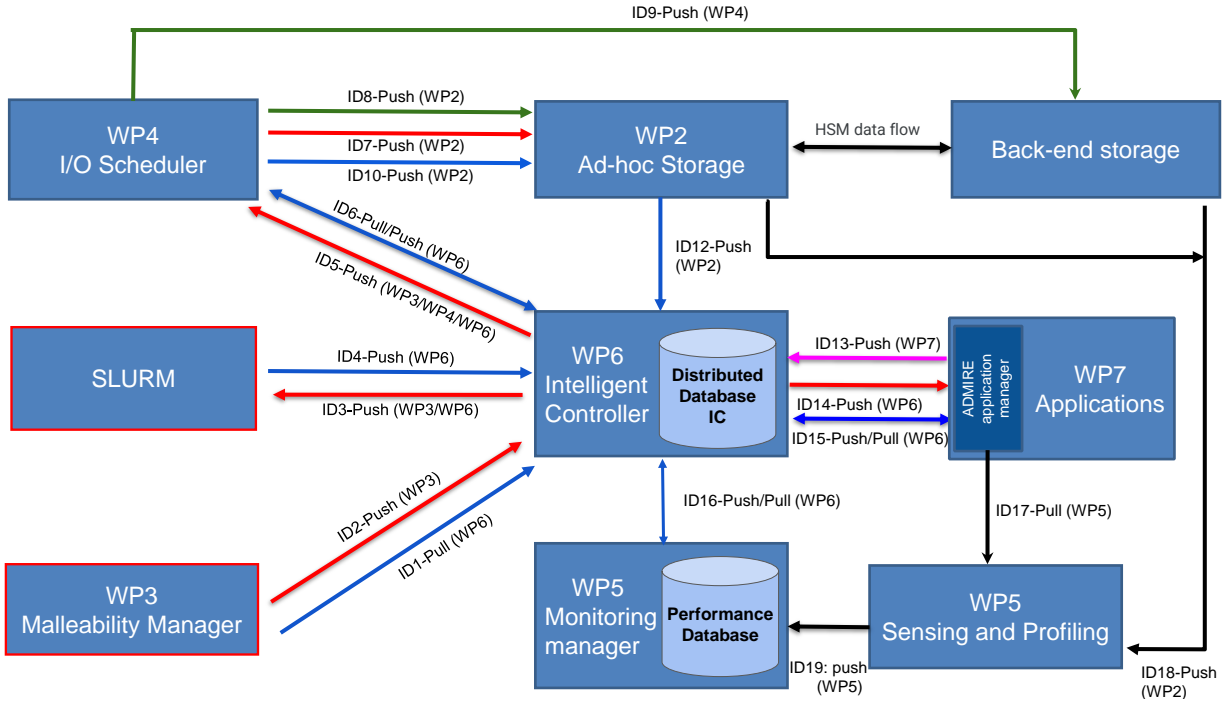 ID9-Push (WP4)
ID8-Push (WP2)
WP4
I/O Scheduler
ID7-Push (WP2)
ID10-Push (WP2)
WP2
Ad-hoc Storage
HSM data flow
Back-end storage
ID6-Pull/Push (WP6)
ID5-Push (WP3/WP4/WP6)
ID12-Push
(WP2)
SLURM
ID4-Push (WP6)
ID3-Push (WP3/WP6)
WP6
Intelligent
Controller
Distributed
Database
IC
ID13-Push (WP7)
ID14-Push (WP6)
ID15-Push/Pull (WP6)
ADMIRE
application
manager
WP7
Applications
ID2-Push (WP3)
ID1-Pull (WP6)
ID16-Push/Pull (WP6)
ID17-Pull (WP5)
WP3
Malleability Manager
WP5
Monitoring
manager
Performance
Database
WP5
Sensing and Profiling
ID19: push
(WP5)
ID18-Push
(WP2)